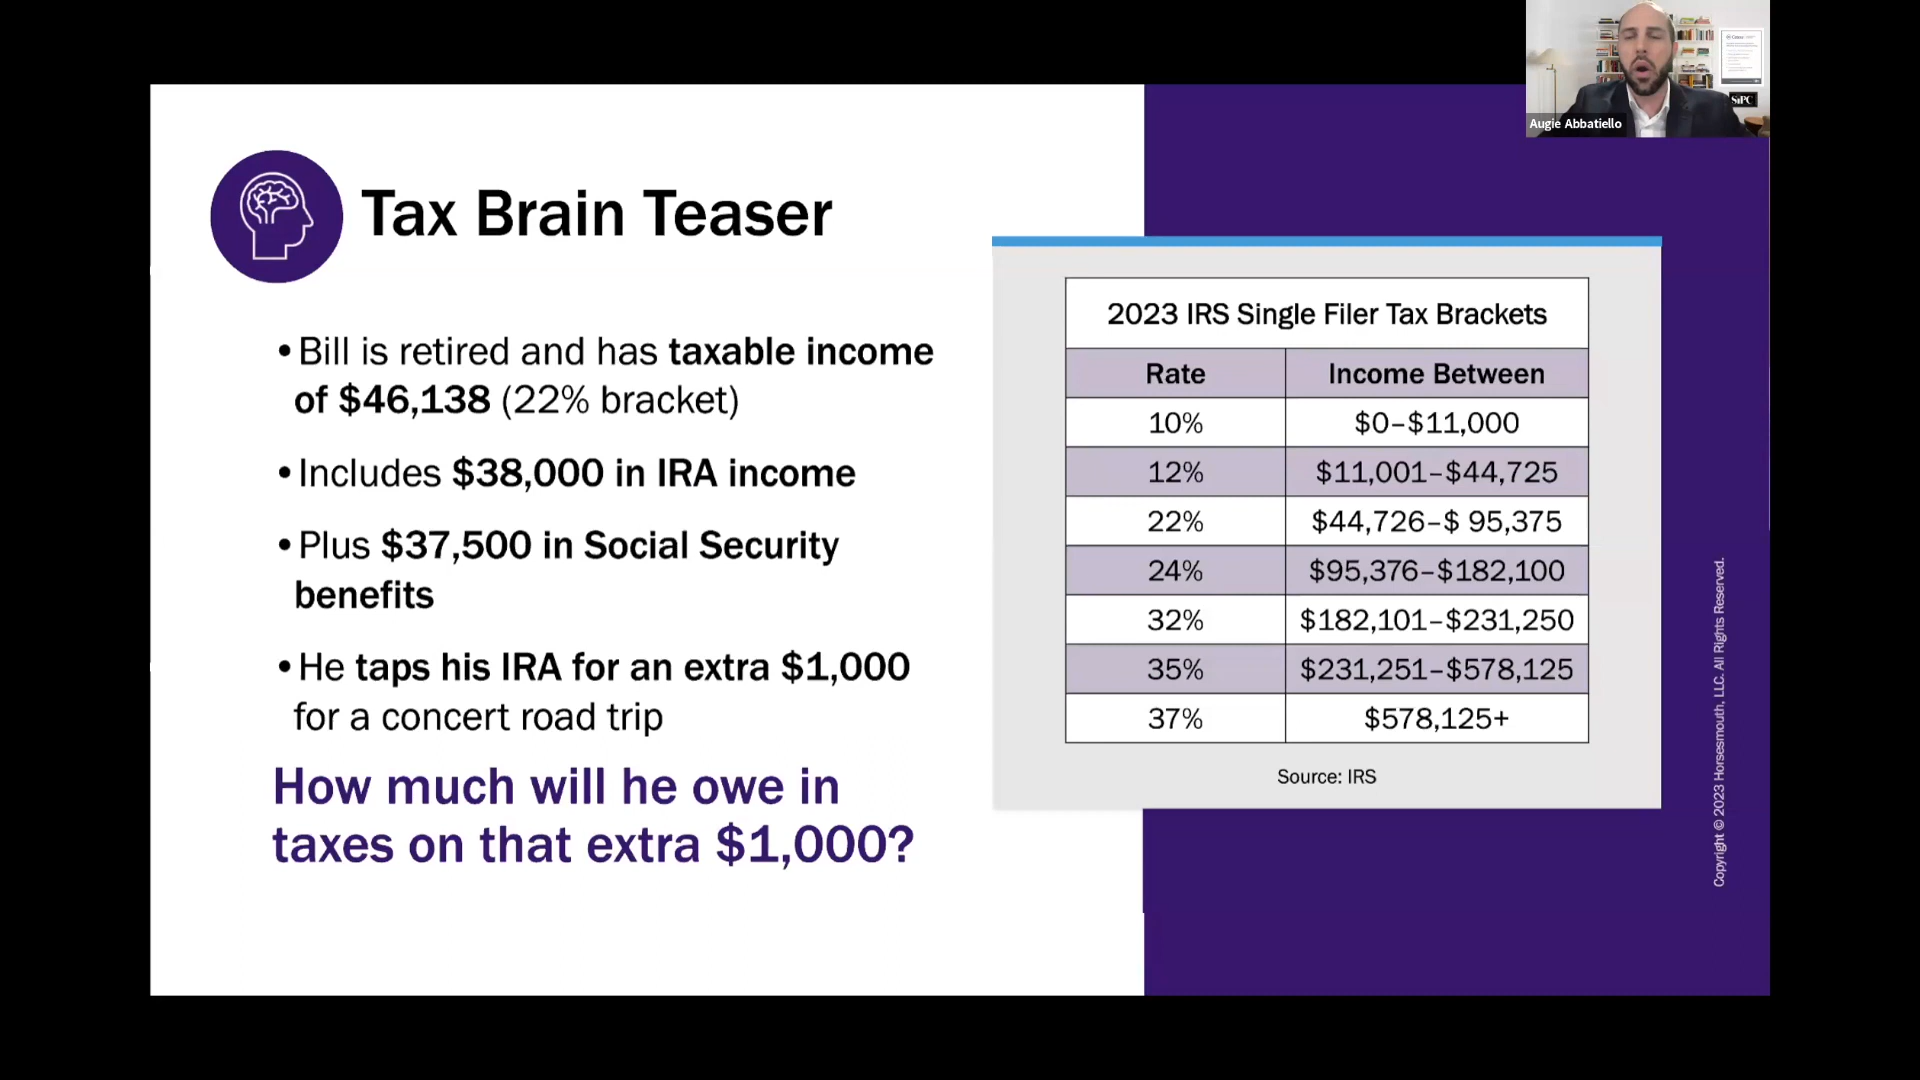 Tax Brain Teaser
•Bill is retired and has taxable income
of $46,138 (22% bracket)
•Includes $38,000 in IRA income
•Plus $37,500 in Social Security
benefits
•He taps his IRA for an extra $1,000
for a concert road trip
How much will he owe in
taxes on that extra $1,000?
2023 IRS Single Filer Tax Brackets
Rate Income Between
10% $0–$11,000
12% $11,001–$44,725
22% $44,726–$ 95,375
24% $95,376–$182,100
32% $182,101–$231,250
35% $231,251–$578,125
37% $578,125+
Source: IRS
Copyright © 2023 Horsesmouth, LLC. All Rights Reserved.
Augie Abbatiello
SIPC